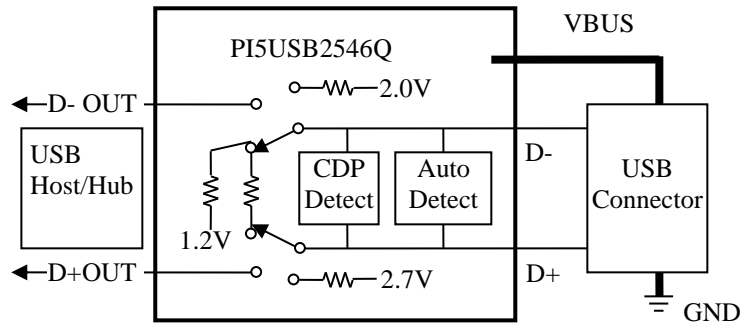 VBUS
PI5USB2546Q
2.0V
D- OUT
USB
Host/Hub
CDP
Detect
Auto
Detect
D-
USB
Connector
1.2V
D+OUT
2.7V
D+
GND